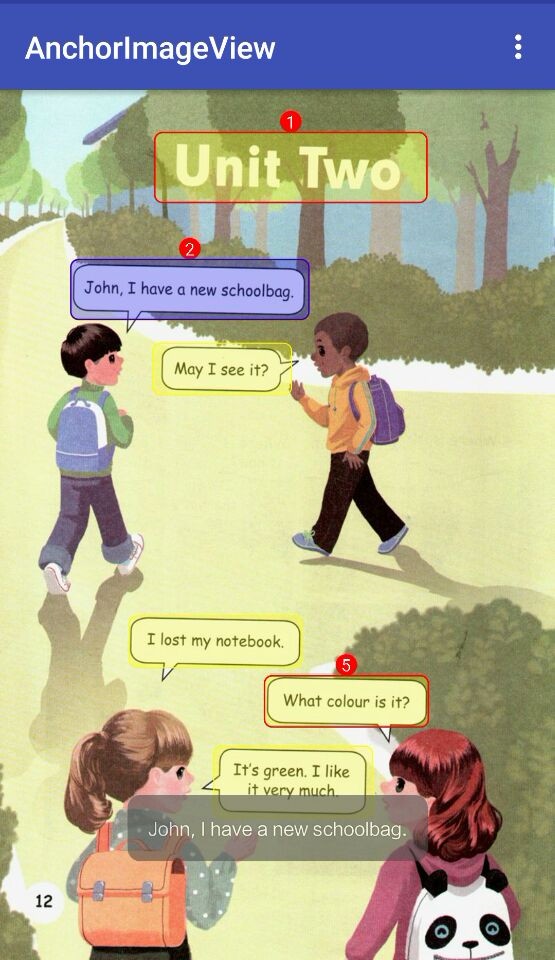 AnchorImageView
1
Unit Two
2
John, I have a new schoolbag.
May I see it?
I lost my notebook.
5
What colour is it?
It's green. I like
it very much.
John, I have a new schoolbag.
12